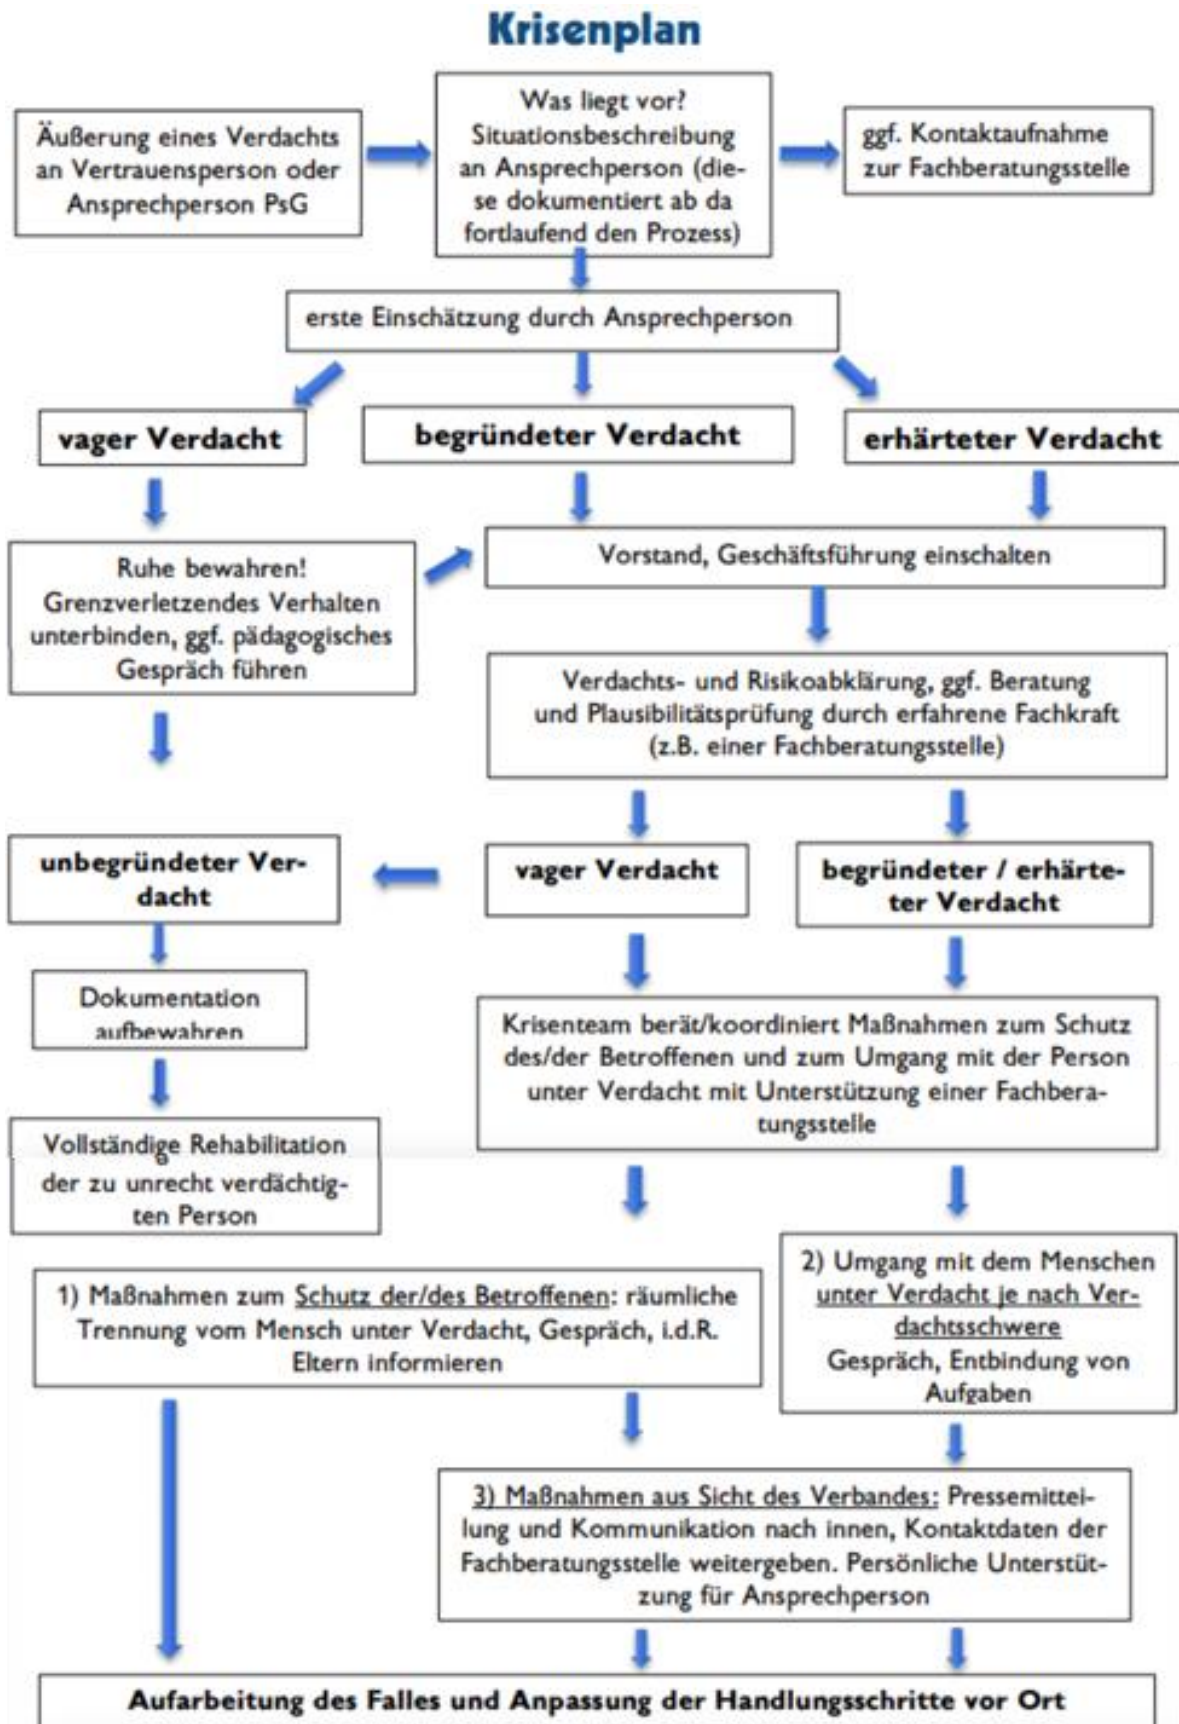 Krisenplan
Äußerung eines Verdachts
an Vertrauensperson oder
Ansprechperson PsG
Was liegt vor?
Situationsbeschreibung
an Ansprechperson (die-
se dokumentiert ab da
fortlaufend den Prozess)
ggf. Kontaktaufnahme
zur Fachberatungsstelle
erste Einschätzung durch Ansprechperson
vager Verdacht
begründeter Verdacht
erhärteter Verdacht
Ruhe bewahren!
Grenzverletzendes Verhalten
unterbinden, ggf. pädagogisches
Gespräch führen
Vorstand, Geschäftsführung einschalten
Verdachts- und Risikoabklärung, ggf. Beratung
und Plausibilitätsprüfung durch erfahrene Fachkraft
(z.B. einer Fachberatungsstelle)
unbegründeter Ver-
dacht
vager Verdacht
begründeter / erhärte-
ter Verdacht
Dokumentation
aufbewahren
Krisenteam berät/koordiniert Maßnahmen zum Schutz
des/der Betroffenen und zum Umgang mit der Person
unter Verdacht mit Unterstützung einer Fachbera-
tungsstelle
Vollständige Rehabilitation
der zu unrecht verdächtig-
ten Person
1) Maßnahmen zum Schutz der/des Betroffenen: räumliche
Trennung vom Mensch unter Verdacht, Gespräch, i.d.R.
Eltern informieren
2) Umgang mit dem Menschen
unter Verdacht je nach Ver-
dachtsschwere
Gespräch, Entbindung von
Aufgaben
3) Maßnahmen aus Sicht des Verbandes: Pressemittei-
lung und Kommunikation nach innen, Kontaktdaten der
Fachberatungsstelle weitergeben. Persönliche Unterstüt-
zung für Ansprechperson
Aufarbeitung des Falles und Anpassung der Handlungsschritte vor Ort